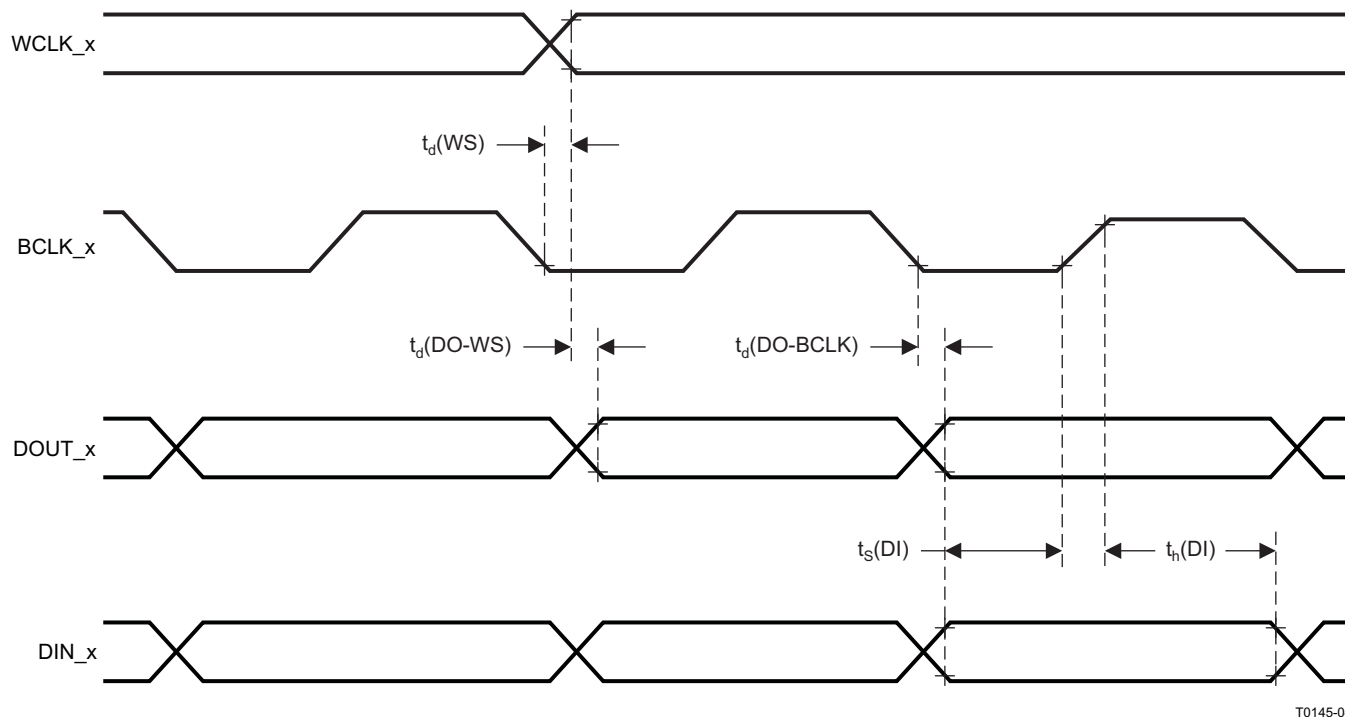 WCLK_x
t_d(WS)
BCLK_x
t_d(DO-WS)
t_d(DO-BCLK)
DOUT_x
t_S(DI)
t_h(DI)
DIN_x
T0145-0